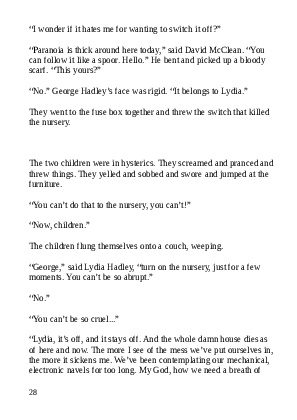 “I wonder if it hates me for wanting to switch it off?”
“Paranoia is thick around here today,” said David McClean. “You
can follow it like a spoor. Hello.” He bent and picked up a bloody
scarf. “This yours?”
“No.” George Hadley’s face was rigid. “It belongs to Lydia.”
They went to the fuse box together and threw the switch that killed
the nursery.
The two children were in hysterics. They screamed and pranced and
threw things. They yelled and sobbed and swore and jumped at the
furniture.
“You can’t do that to the nursery, you can’t!”
“Now, children.”
The children flung themselves onto a couch, weeping.
“George,” said Lydia Hadley, “turn on the nursery, just for a few
moments. You can’t be so abrupt.”
“No.”
“You can’t be so cruel...”
“Lydia, it’s off, and it stays off. And the whole damn house dies as
of here and now. The more I see of the mess we’ve put ourselves in,
the more it sickens me. We’ve been contemplating our mechanical,
electronic navels for too long. My God, how we need a breath of
28